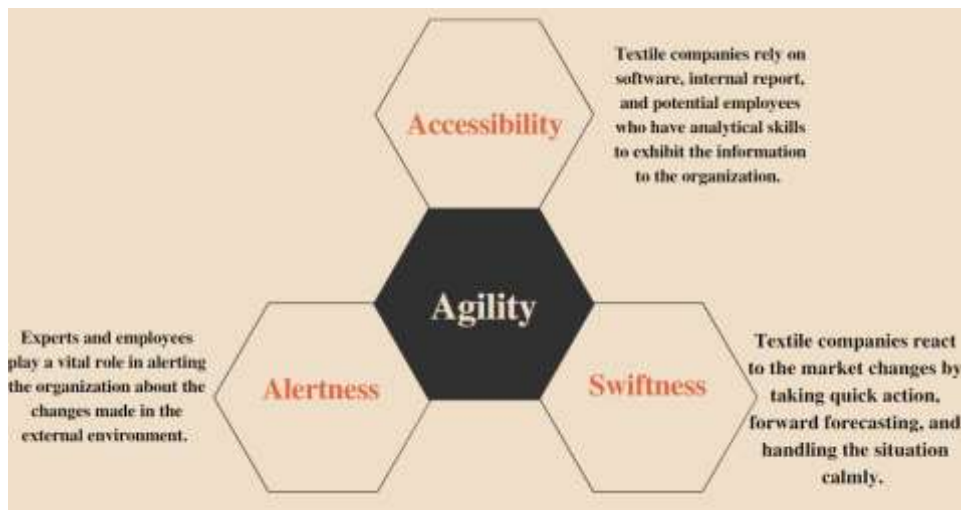 Accessibility
Textile companies rely on
software, internal report,
and potential employees
who have analytical skills
to exhibit the information
to the organization.
Agility
Experts and employees
play a vital role in alerting
the organization about the
changes made in the
external environment.
Alertness
Swiftness
Textile companies react
to the market changes by
taking quick action,
forward forecasting, and
handling the situation
calmly.